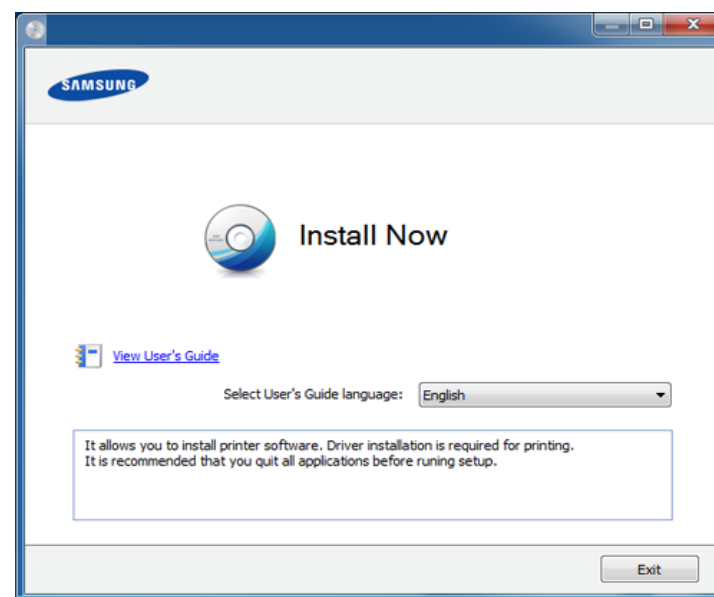 SAMSUNG
Install Now
View User's Guide
Select User's Guide language: English
It allows you to install printer software. Driver installation is required for printing.
It is recommended that you quit all applications before runing setup.
Exit